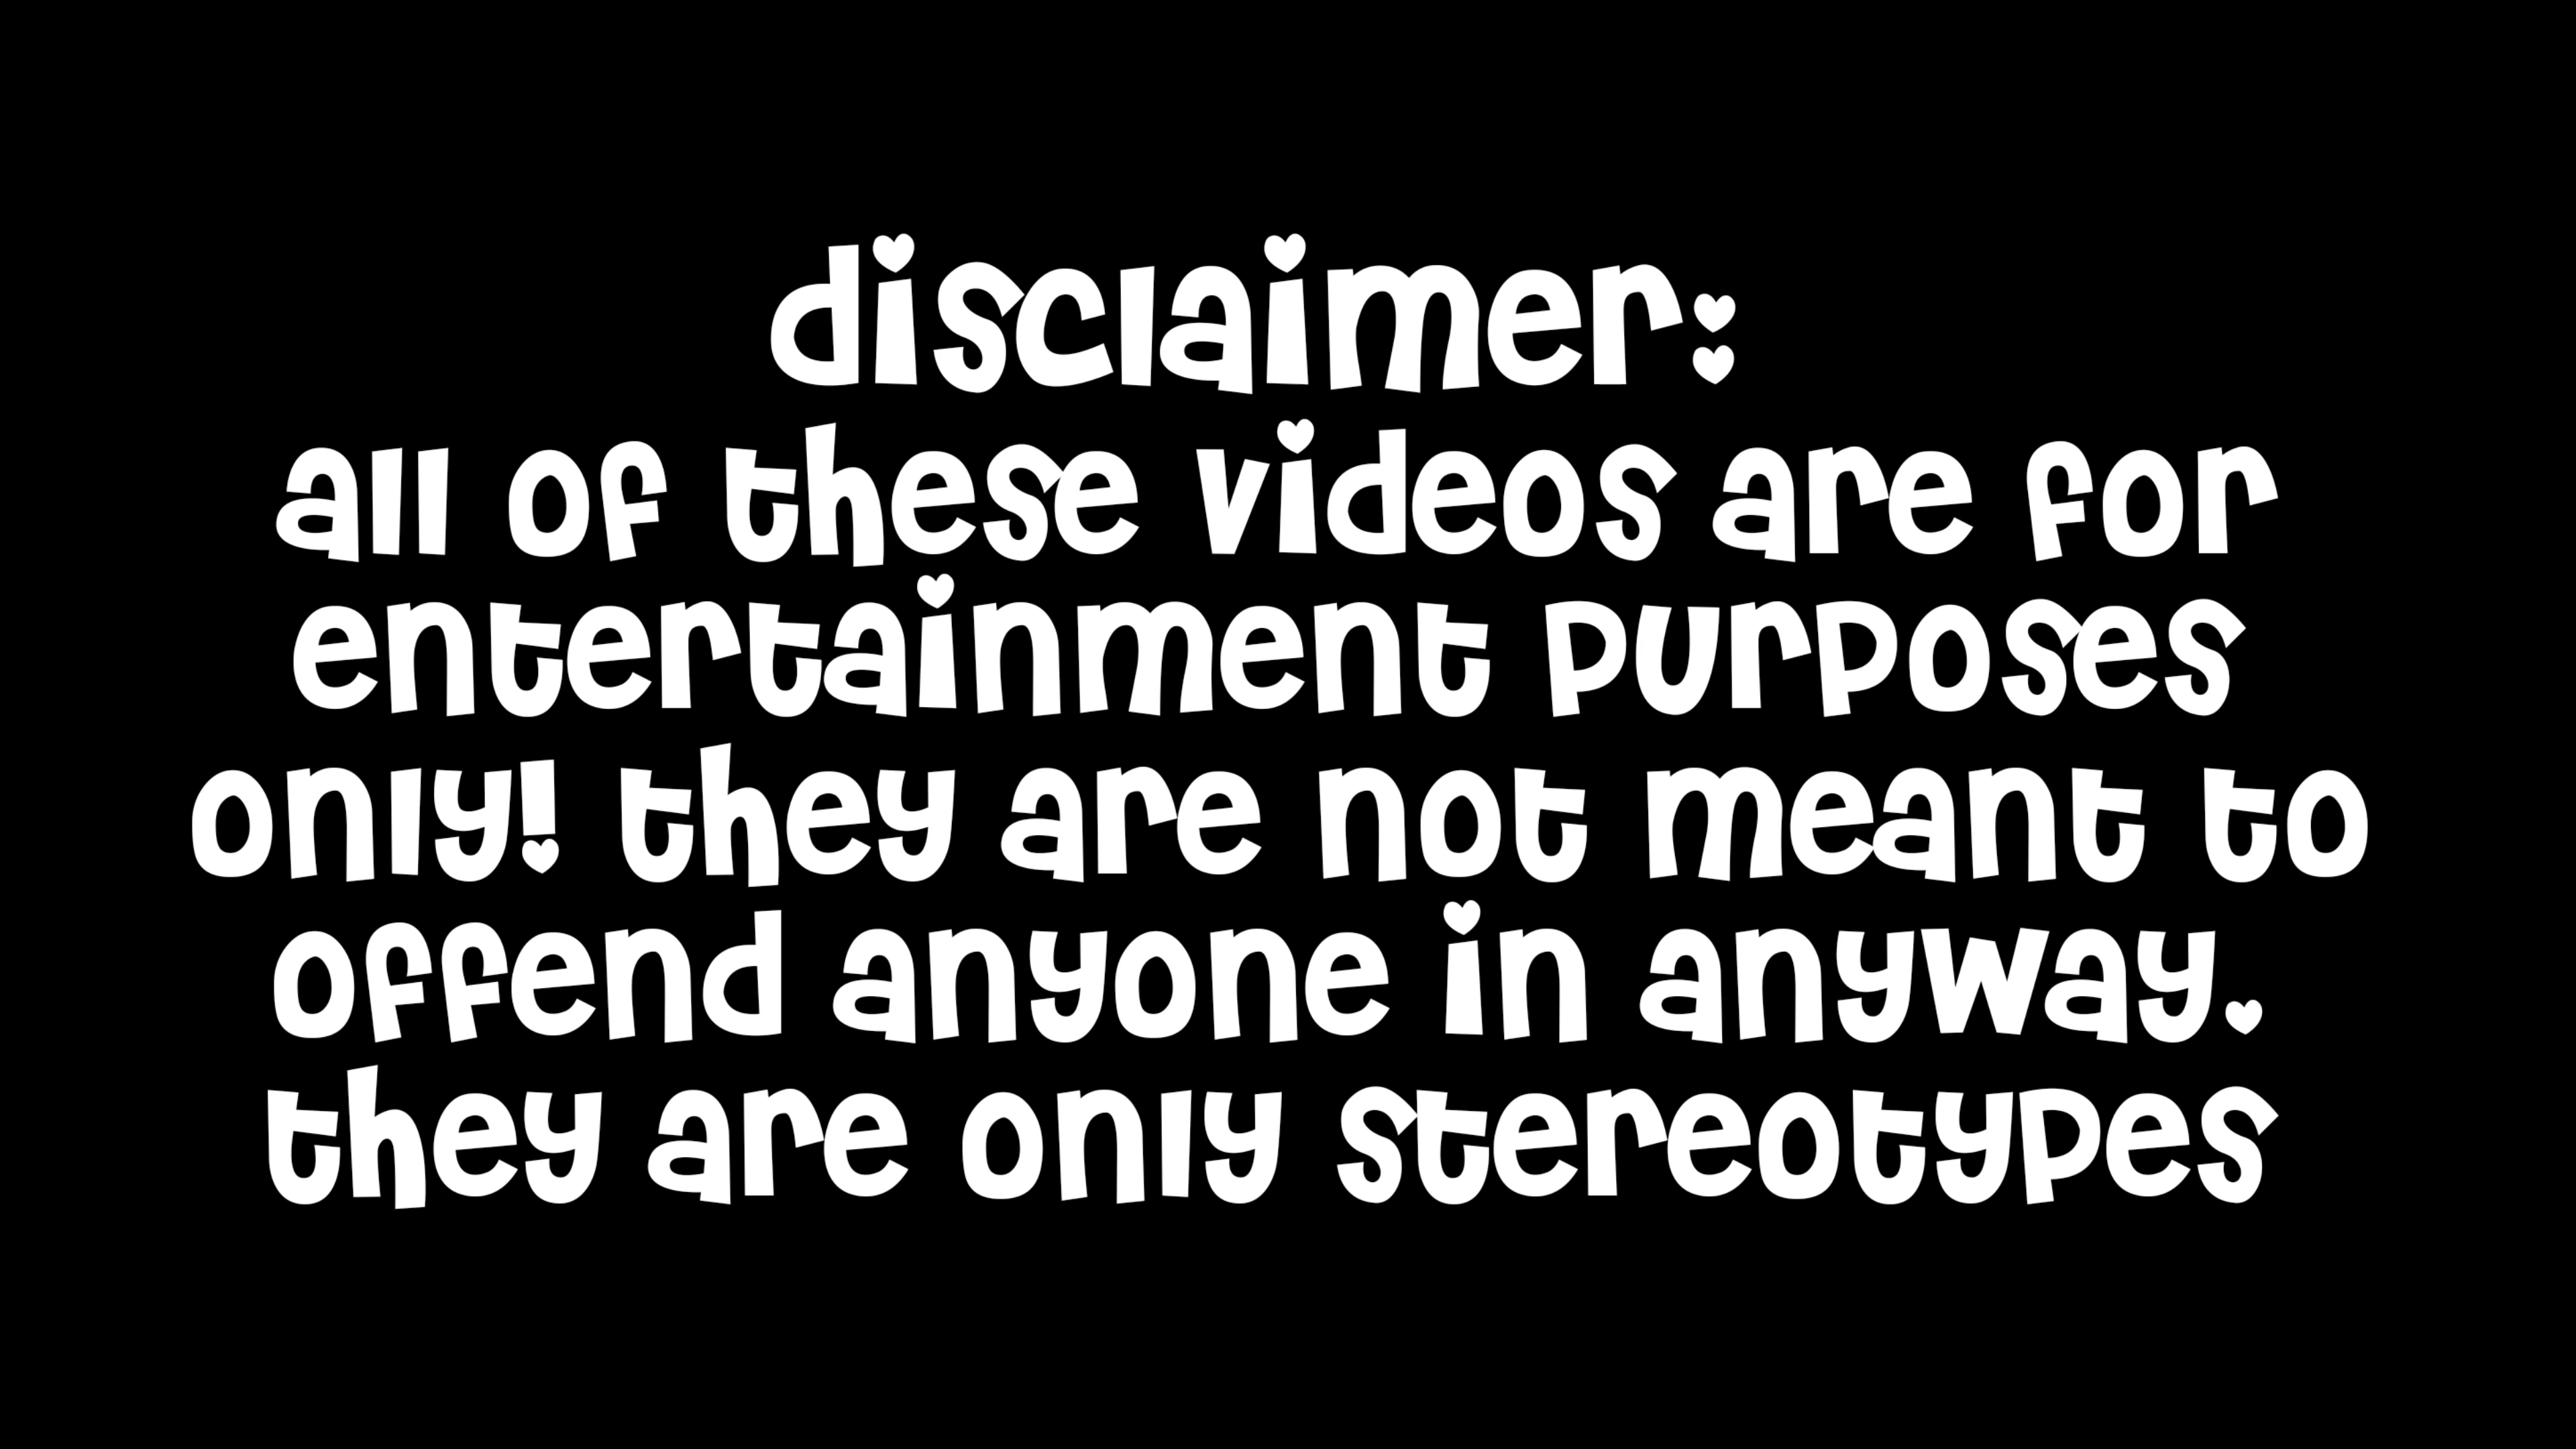 disclaimer:
all of these videos are for
entertainment purposes
only! they are not meant to
offend anyone in anyway.
they are only stereotypes